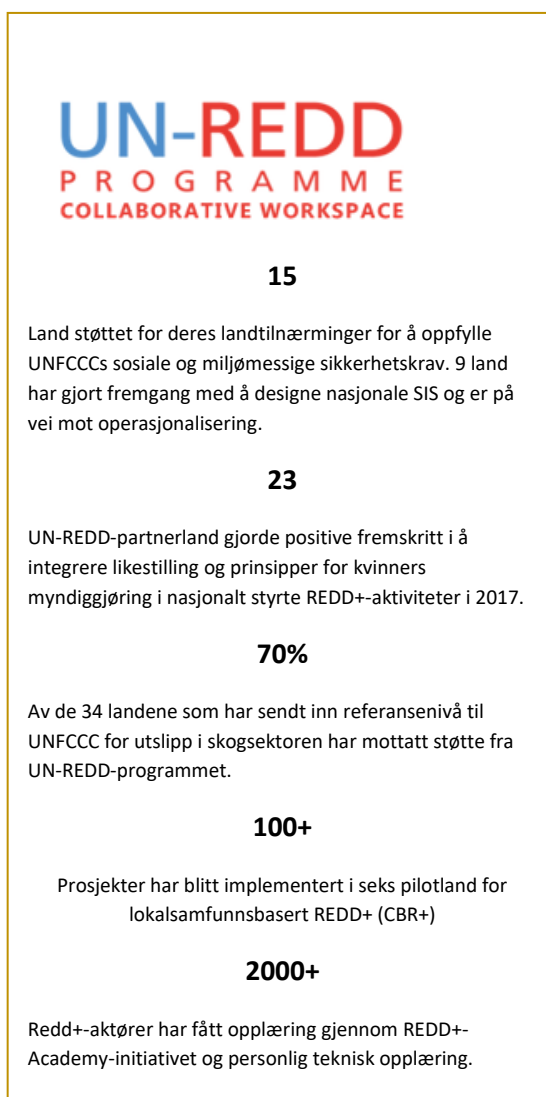 UN-REDD
PROGRAMME
COLLABORATIVE WORKSPACE
15
Land støttet for deres landtilnærminger for å oppfylle
UNFCCCs sosiale og miljømessige sikkerhetskrav. 9 land
har gjort fremgang med å designe nasjonale SIS og er på
vei mot operasjonalisering.
23
UN-REDD-partnerland gjorde positive fremskritt i å
integrere likestilling og prinsipper for kvinners
myndiggjøring i nasjonalt styrte REDD+-aktiviteter i 2017.
70%
Av de 34 landene som har sendt inn referansenivå til
UNFCCC for utslipp i skogsektoren har mottatt støtte fra
UN-REDD-programmet.
100+
Prosjekter har blitt implementert i seks pilotland for
lokalsamfunnsbasert REDD+ (CBR+)
2000+
Redd+-aktører har fått opplæring gjennom REDD+-
Academy-initiativet og personlig teknisk opplæring.